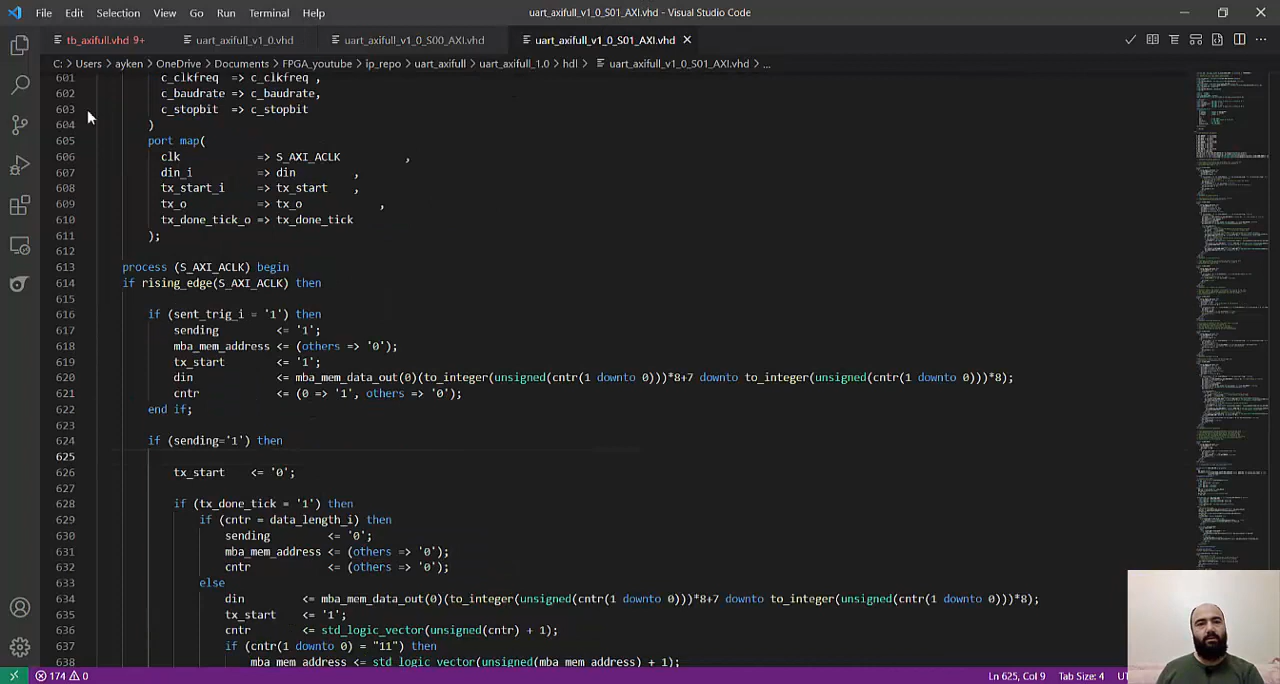 File Edit Selection View Go Run Terminal Help uart_axifull_v1_0_S01_AXI.vhd - Visual Studio Code
tb_axifull.vhd 9+ uart_axifull_v1_0.vhd uart_axifull_v1_0_S00_AXI.vhd uart_axifull_v1_0_S01_AXI.vhd
C: > Users > ayken > OneDrive > Documents > FPGA_youtube > ip_repo > uart_axifull > uart_axifull_1.0 > hdl > uart_axifull_v1_0_S01_AXI.vhd > ...
601 c_clkfreq => c_clkfreq ,
602 c_baudrate => c_baudrate,
603 c_stopbit => c_stopbit
604 )
605 port map(
606 clk => S_AXI_ACLK ,
607 din_i => din ,
608 tx_start_i => tx_start ,
609 tx_o => tx_o ,
610 tx_done_tick_o => tx_done_tick
611 );
612
613 process (S_AXI_ACLK) begin
614 if rising_edge(S_AXI_ACLK) then
615
616 if (sent_trig_i = '1') then
617 sending <= '1';
618 mba_mem_address <= (others => '0');
619 tx_start <= '1';
620 din <= mba_mem_data_out(0)(to_integer(unsigned(cntr(1 downto 0)))*8+7 downto to_integer(unsigned(cntr(1 downto 0)))*8);
621 cntr <= (0 => '1', others => '0');
622 end if;
623
624 if (sending='1') then
625
626 tx_start <= '0';
627
628 if (tx_done_tick = '1') then
629 if (cntr = data_length_i) then
630 sending <= '0';
631 mba_mem_address <= (others => '0');
632 cntr <= (others => '0');
633 else
634 din <= mba_mem_data_out(0)(to_integer(unsigned(cntr(1 downto 0)))*8+7 downto to_integer(unsigned(cntr(1 downto 0)))*8);
635 tx_start <= '1';
636 cntr <= std_logic_vector(unsigned(cntr) + 1);
637 if (cntr(1 downto 0) = "11") then
638 mba_mem_address <= std_logic_vector(unsigned(mba_mem_address) + 1);
174 0 Ln 625, Col 9 Tab Size: 4